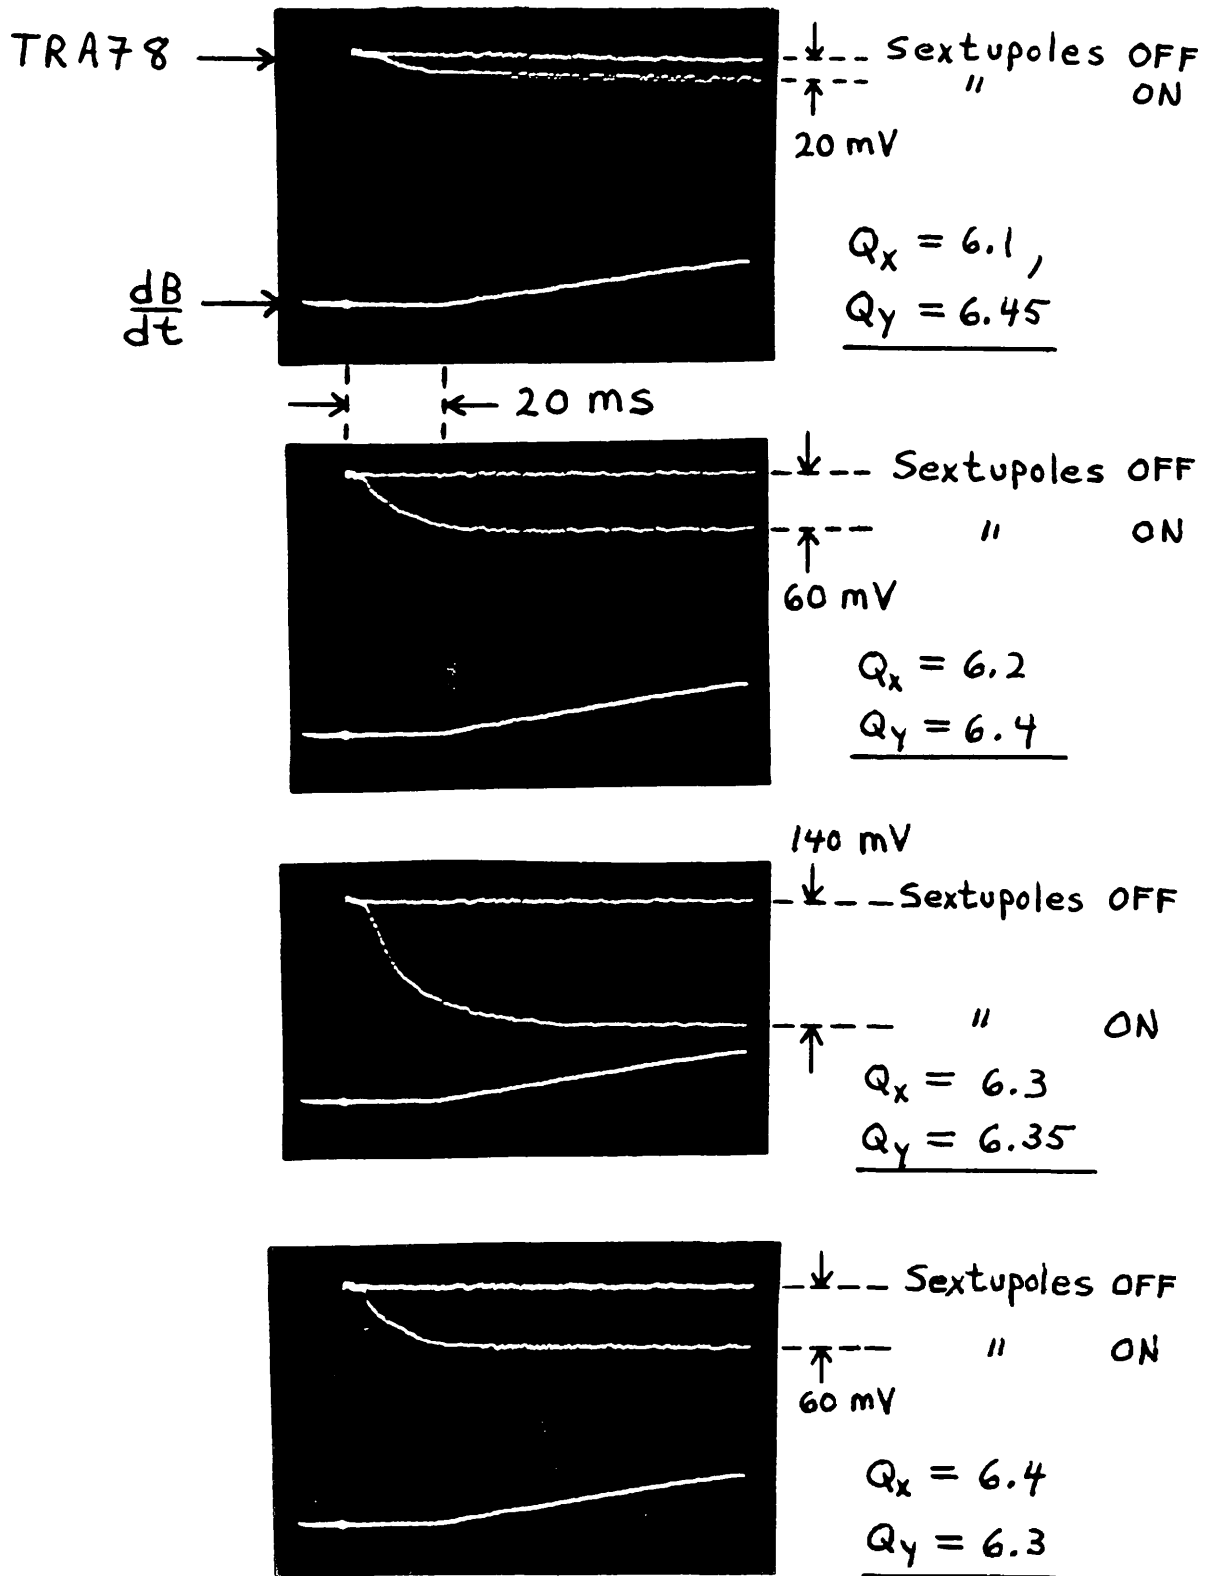 TRA78
Sextupoles OFF
" ON
20 mV
Qx = 6.1,
dB
dt
Qy = 6.45
20 ms
Sextupoles OFF
" ON
60 mV
Qx = 6.2
Qy = 6.4
140 mV
Sextupoles OFF
" ON
Qx = 6.3
Qy = 6.35
Sextupoles OFF
" ON
60 mV
Qx = 6.4
Qy = 6.3